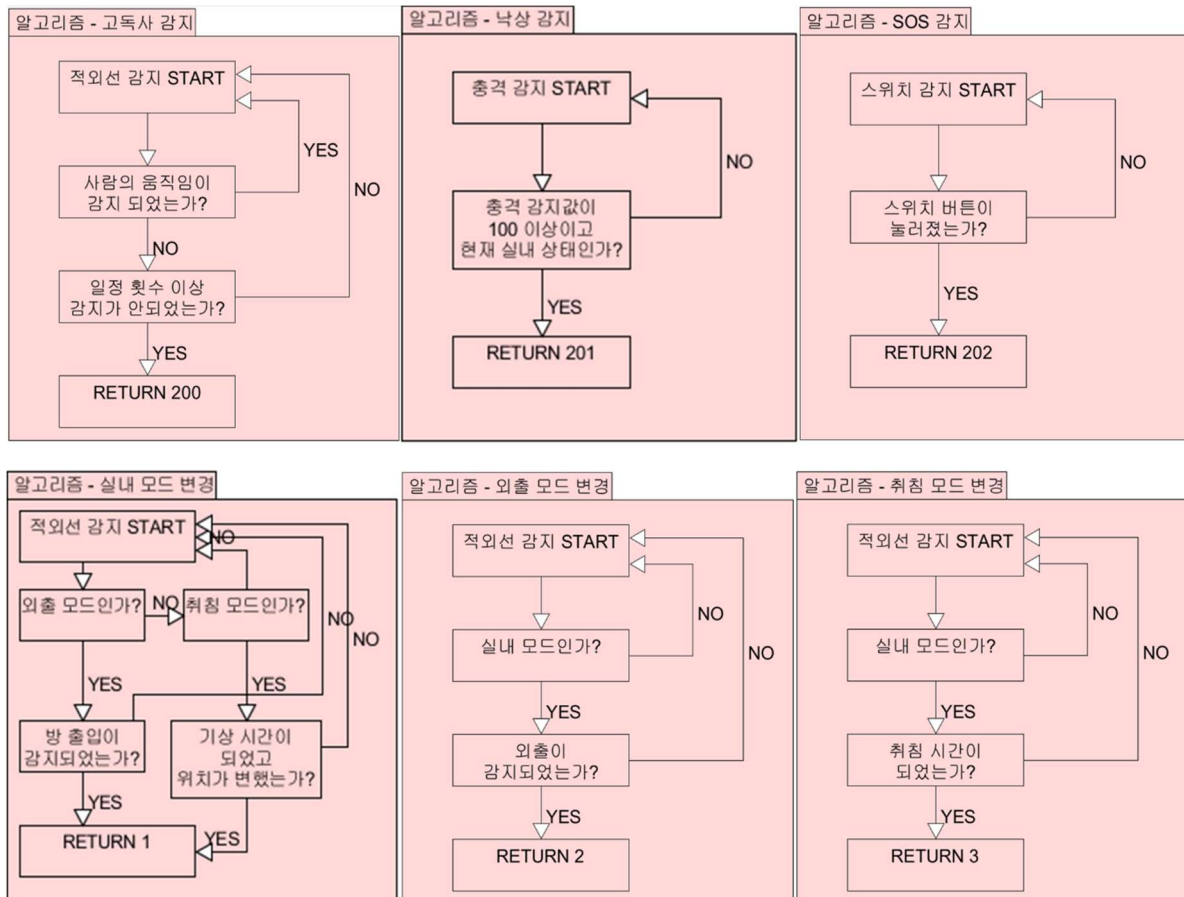 알고리즘 - 고독사 감지
적외선 감지 START
YES
사람의 움직임이
감지 되었는가?
NO
NO
일정 횟수 이상
감지가 안되었는가?
YES
RETURN 200
알고리즘 - 낙상 감지
충격 감지 START
NO
충격 감지값이
100 이상이고
현재 실내 상태인가?
YES
RETURN 201
알고리즘 - SOS 감지
스위치 감지 START
NO
스위치 버튼이
눌러졌는가?
YES
RETURN 202
알고리즘 - 실내 모드 변경
적외선 감지 START
NO
외출 모드인가?
NO
취침 모드인가?
NO
NO
YES
YES
방 출입이
감지되었는가?
기상 시간이
되었고
위치가 변했는가?
YES
YES
RETURN 1
알고리즘 - 외출 모드 변경
적외선 감지 START
NO
실내 모드인가?
NO
YES
외출이
감지되었는가?
YES
RETURN 2
알고리즘 - 취침 모드 변경
적외선 감지 START
NO
실내 모드인가?
NO
YES
취침 시간이
되었는가?
YES
RETURN 3